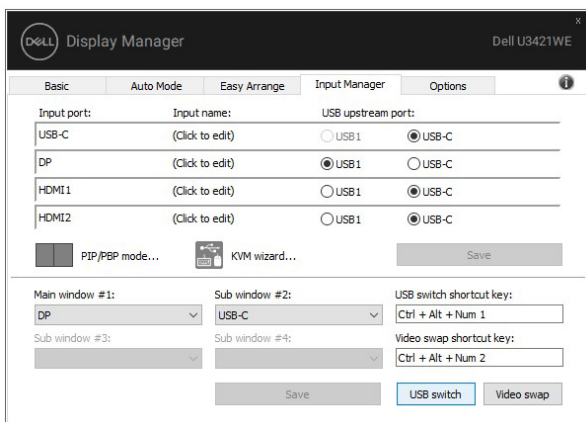 x
DELL Display Manager Dell U3421WE
Basic Auto Mode Easy Arrange Input Manager Options i
Input port: Input name: USB upstream port:
USB-C (Click to edit) USB1 USB-C
DP (Click to edit) USB1 USB-C
HDMI1 (Click to edit) USB1 USB-C
HDMI2 (Click to edit) USB1 USB-C
PIP/PBP mode... KVM wizard... Save
Main window #1: Sub window #2: USB switch shortcut key:
DP USB-C Ctrl + Alt + Num 1
Sub window #3: Sub window #4: Video swap shortcut key:
Ctrl + Alt + Num 2
Save USB switch Video swap